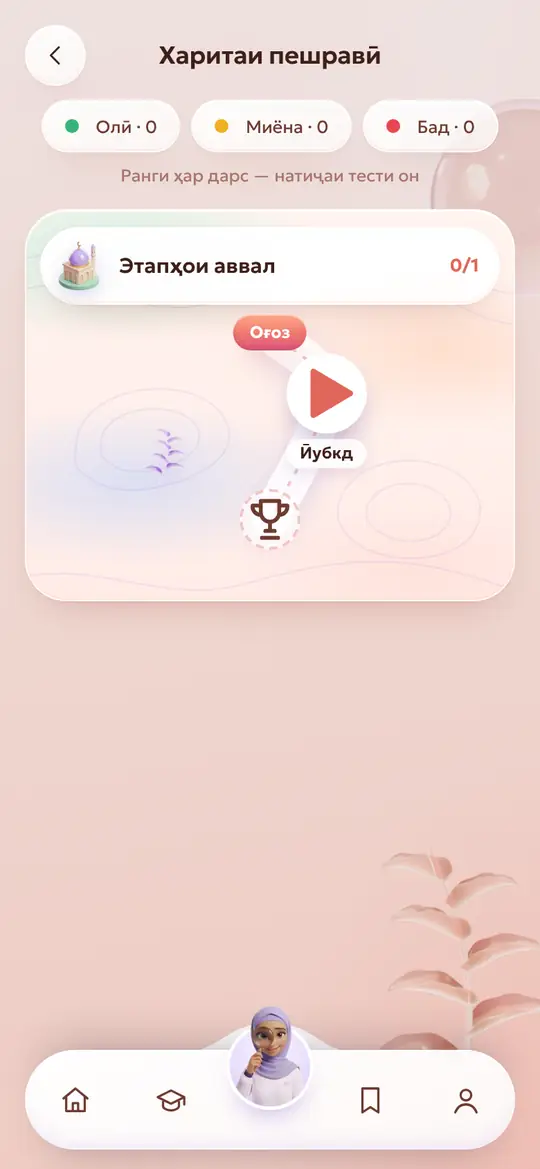 Харитаи пешравӣ
Олӣ · 0
Миёна · 0
Бад · 0
Ранги ҳар дарс — натиҷаи тести он
Этапҳои аввал
0/1
Оғоз
Йубкд